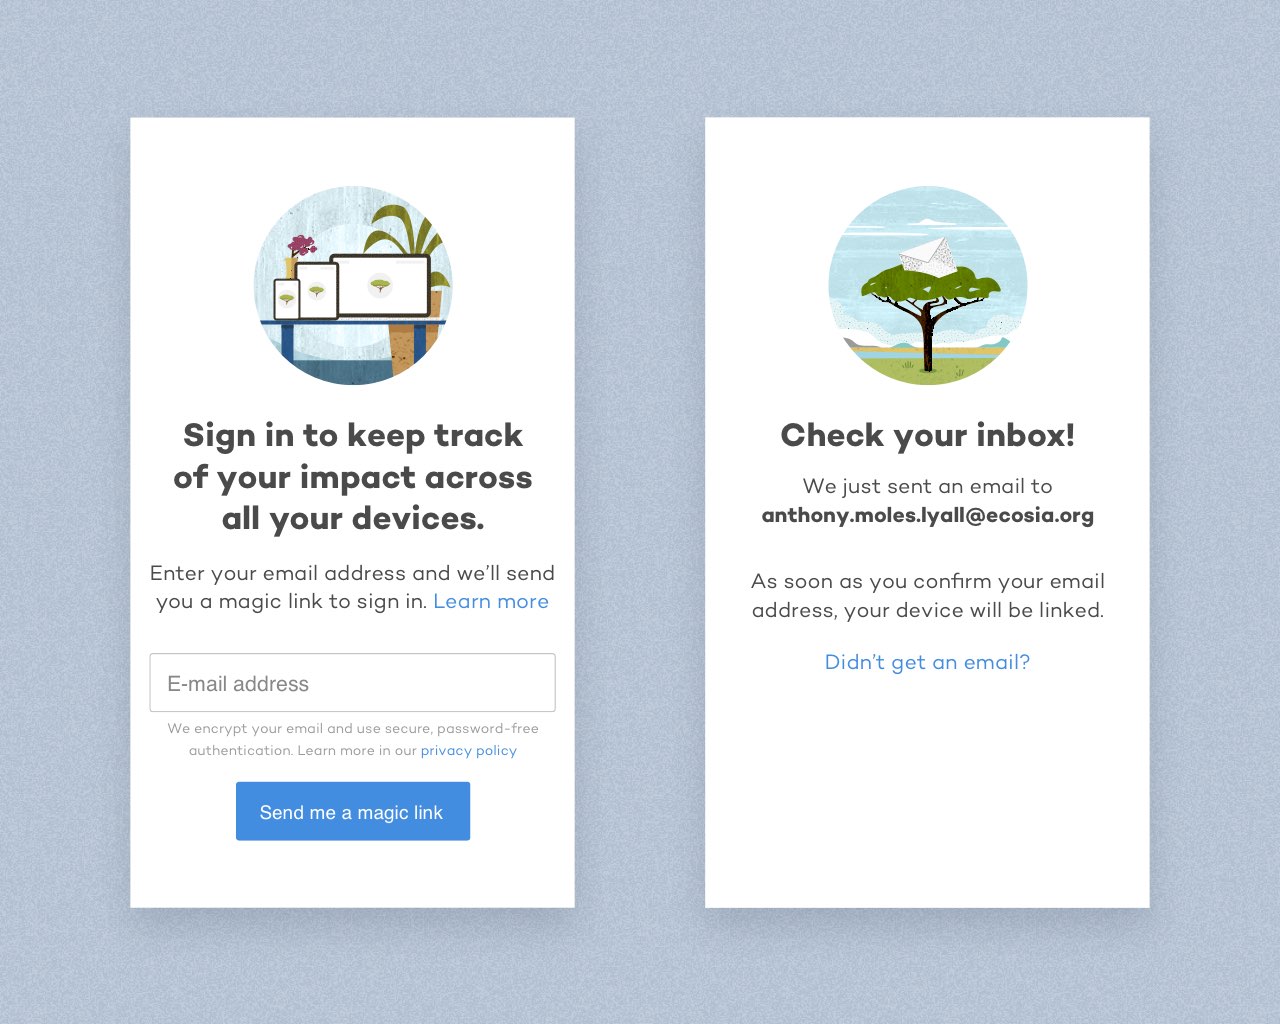 Sign in to keep track
of your impact across
all your devices.
Enter your email address and we’ll send
you a magic link to sign in. Learn more
E-mail address
We encrypt your email and use secure, password-free
authentication. Learn more in our privacy policy
Send me a magic link
Check your inbox!
We just sent an email to
anthony.moles.lyall@ecosia.org
As soon as you confirm your email
address, your device will be linked.
Didn’t get an email?